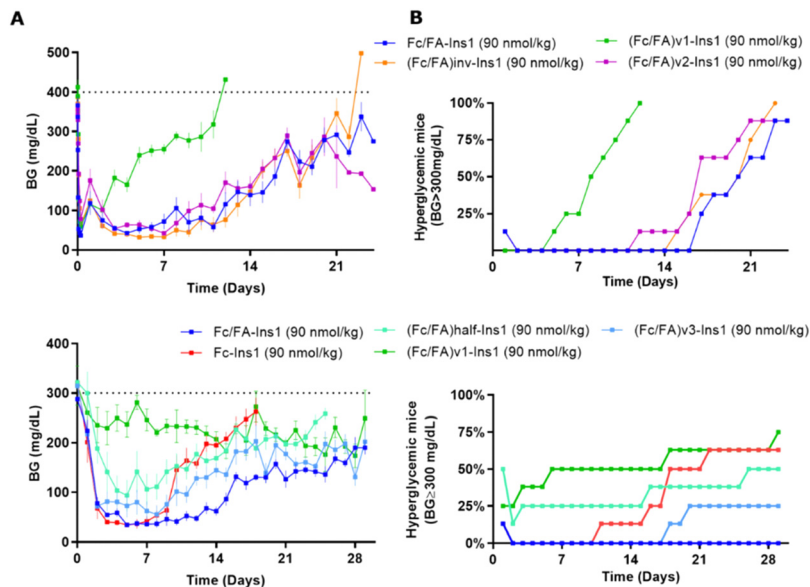 A
B
Fc/FA-Ins1 (90 nmol/kg)
(Fc/FA)v1-Ins1 (90 nmol/kg)
(Fc/FA)inv-Ins1 (90 nmol/kg)
(Fc/FA)v2-Ins1 (90 nmol/kg)
500
400
300
200
100
0
BG (mg/dL)
0
7
14
21
Time (Days)
100%
75%
50%
25%
Hyperglycemic mice
(BG>300mg/dL)
0
7
14
21
Time (Days)
Fc/FA-Ins1 (90 nmol/kg)
(Fc/FA)half-Ins1 (90 nmol/kg)
(Fc/FA)v3-Ins1 (90 nmol/kg)
Fc-Ins1 (90 nmol/kg)
(Fc/FA)v1-Ins1 (90 nmol/kg)
400
300
200
100
0
BG (mg/dL)
0
7
14
21
28
Time (Days)
100%
75%
50%
25%
0%
Hyperglycemic mice
(BG≥300 mg/dL)
0
7
14
21
28
Time (Days)